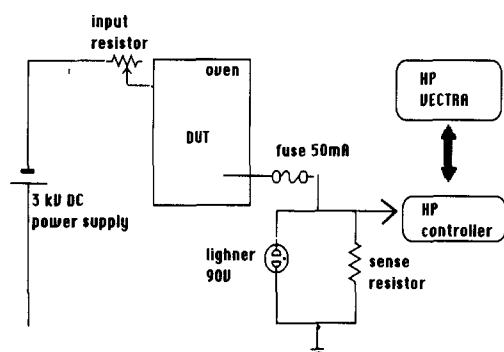 input
resistor
oven
DUT
HP
VECTRA
fuse 50mA
3 kV DC
power supply
HP
controller
lighner
90V
sense
resistor